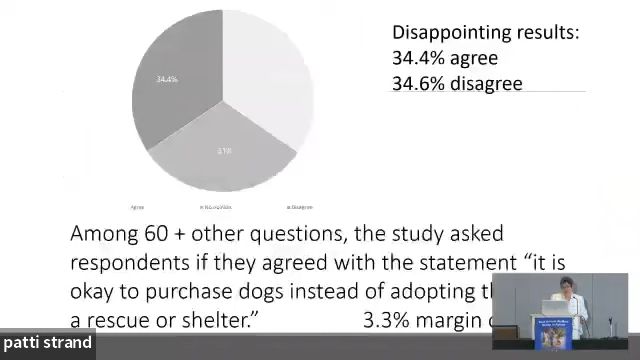 Disappointing results:
34.4% agree
34.6% disagree
34.4%
Agree
Disagree
Among 60 + other questions, the study asked
respondents if they agreed with the statement “it is
okay to purchase dogs instead of adopting
a rescue or shelter.” 3.3% margin
patti strand